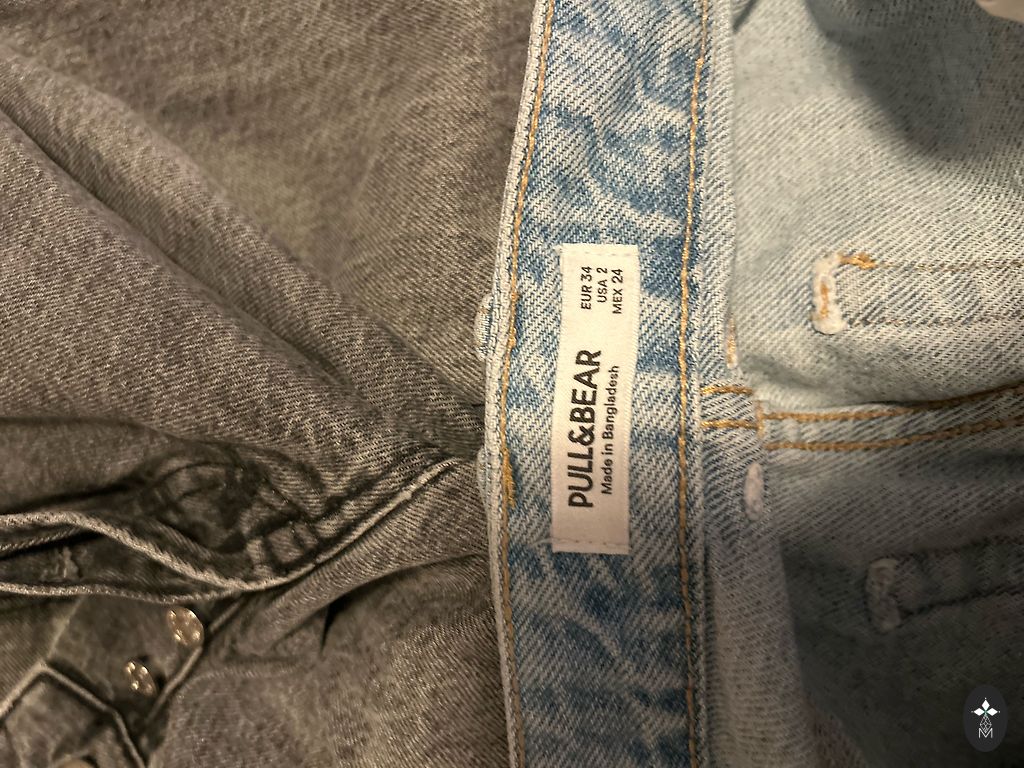 PULL&BEAR
Made in Bangladesh
EUR 34
USA 2
MEX 24
M